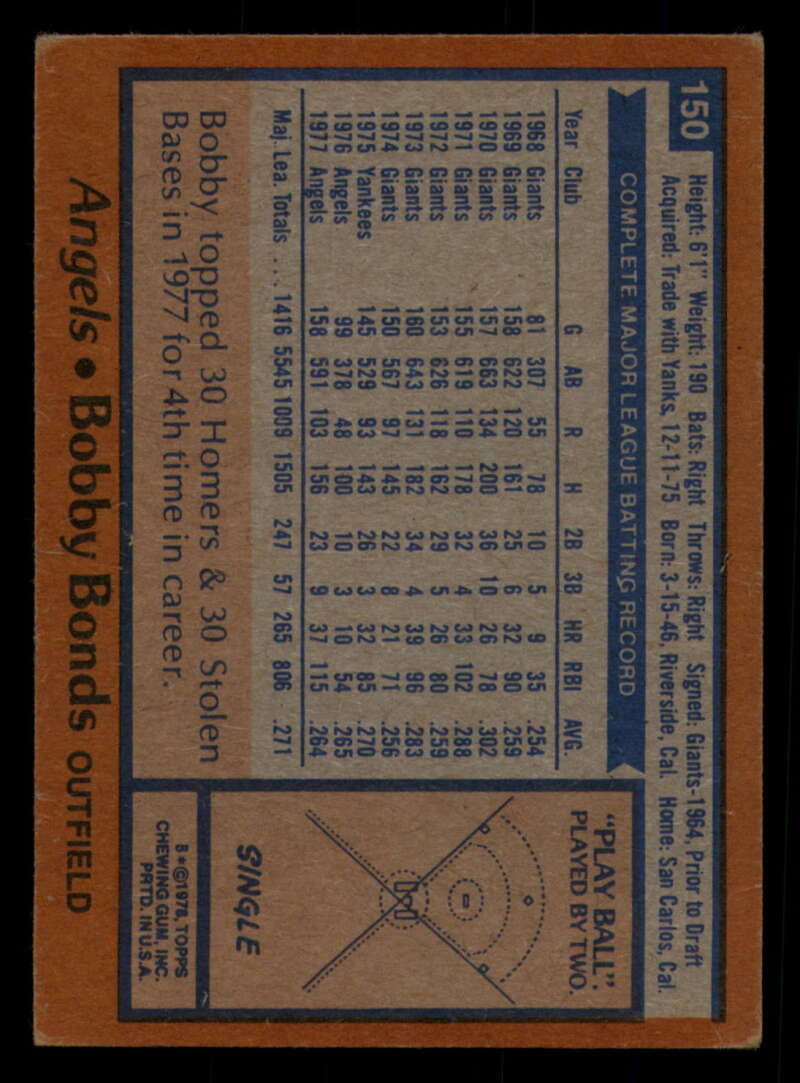 150
Height: 6'1" Weight: 190 Bats: Right Throws: Right Signed: Giants-1964, Prior to Draft
Acquired: Trade with Yanks, 12-11-75 Born: 3-15-46, Riverside, Cal. Home: San Carlos, Cal.
COMPLETE MAJOR LEAGUE BATTING RECORD
Year Club G AB R H 2B 3B HR RBI AVG.
1968 Giants 81 307 55 78 10 5 9 35 .254
1969 Giants 158 622 120 161 25 6 32 90 .259
1970 Giants 157 663 134 200 36 10 26 78 .302
1971 Giants 155 619 110 178 32 4 33 102 .288
1972 Giants 153 626 118 162 29 5 26 80 .259
1973 Giants 160 643 131 182 34 4 39 96 .283
1974 Giants 150 567 97 145 22 8 21 71 .256
1975 Yankees 145 529 93 143 26 3 32 85 .270
1976 Angels 99 378 48 100 10 3 10 54 .265
1977 Angels 158 591 103 156 23 9 37 115 .264
Maj. Lea. Totals ... 1416 5545 1009 1505 247 57 265 806 .271
Bobby topped 30 Homers & 30 Stolen
Bases in 1977 for 4th time in career.
"PLAY BALL".
PLAYED BY TWO.
SINGLE
B*©1978, TOPPS
CHEWING GUM, INC.
PRTD. IN U.S.A.
Angels • Bobby Bonds OUTFIELD